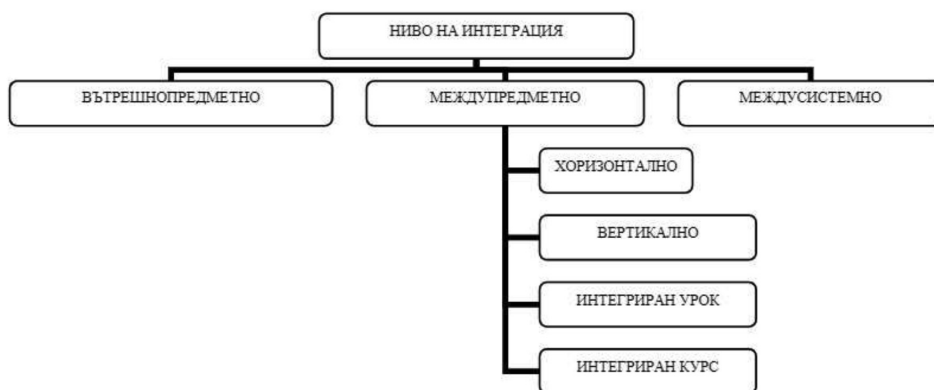 НИВО НА ИНТЕГРАЦИЯ
ВЪТРЕШНОПРЕДМЕТНО
МЕЖДУПРЕДМЕТНО
МЕЖДУСИСТЕМНО
ХОРИЗОНТАЛНО
ВЕРТИКАЛНО
ИНТЕГРИРАН УРОК
ИНТЕГРИРАН КУРС